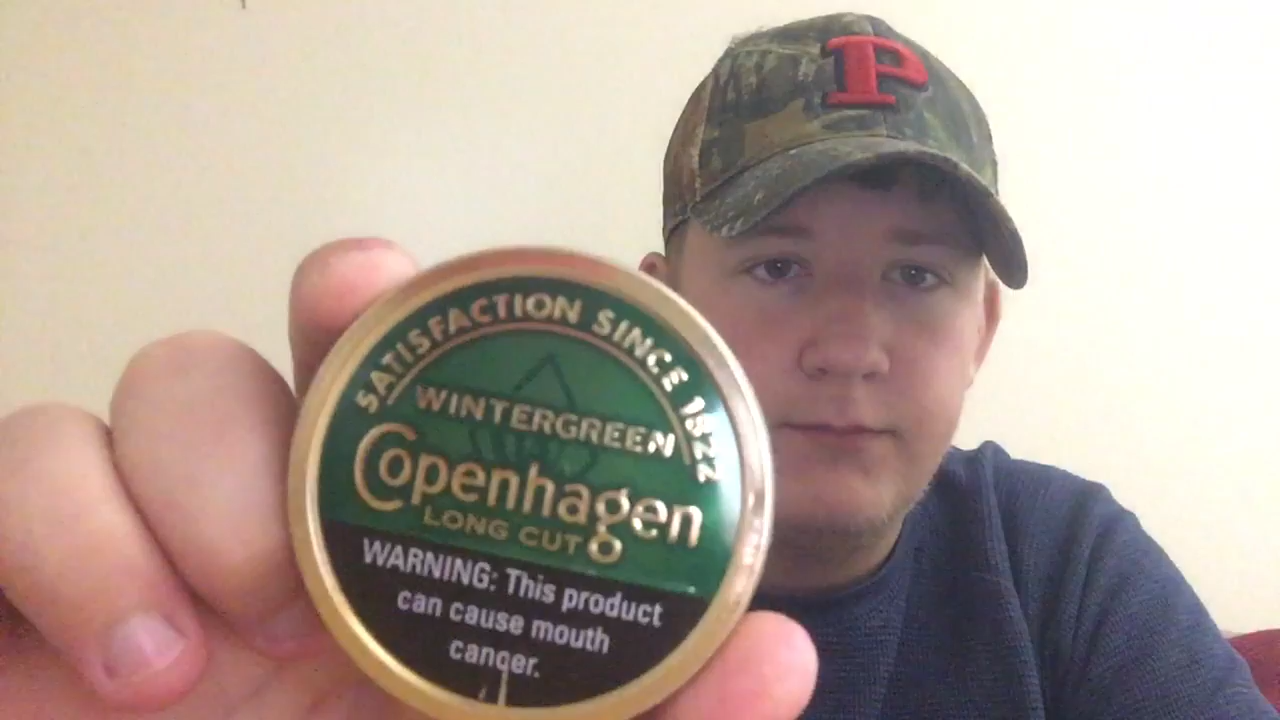 P
SATISFACTION SINCE 1822
WINTERGREEN
Copenhagen
LONG CUT
WARNING: This product
can cause mouth
cancer.